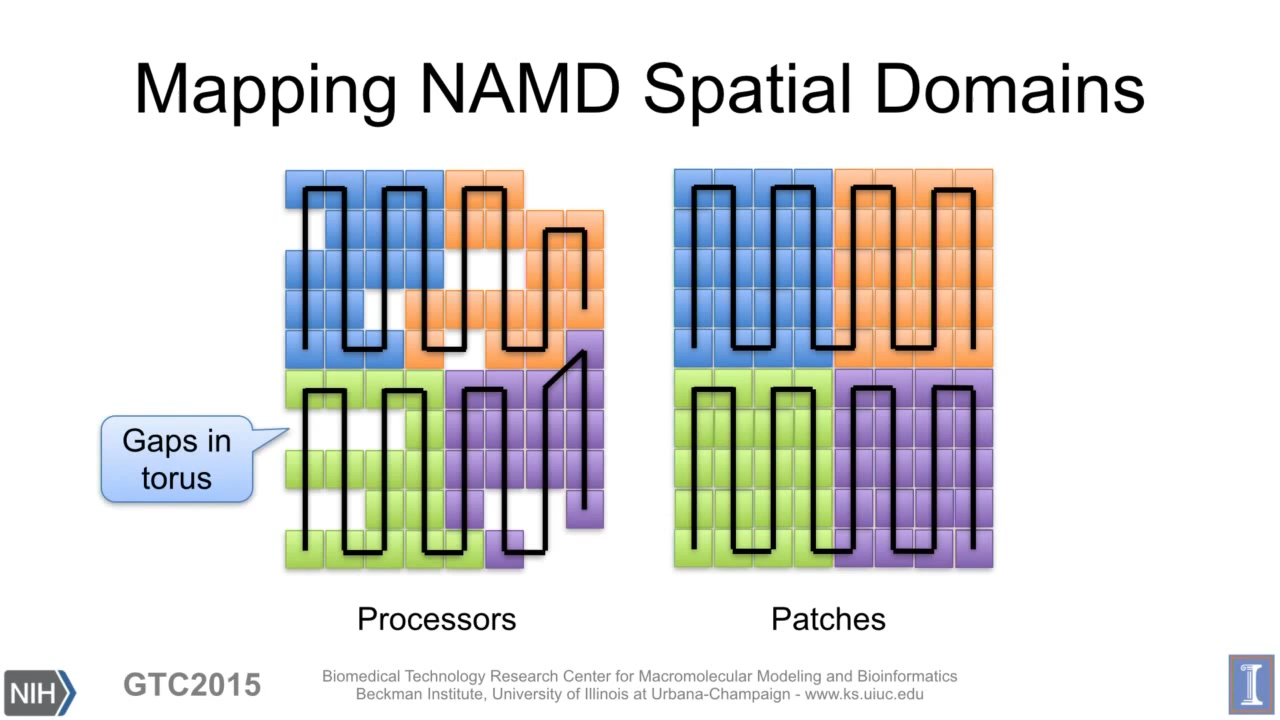 Mapping NAMD Spatial Domains
Gaps in
torus
Processors
Patches
NIH
GTC2015
Biomedical Technology Research Center for Macromolecular Modeling and Bioinformatics
Beckman Institute, University of Illinois at Urbana-Champaign - www.ks.uiuc.edu
I